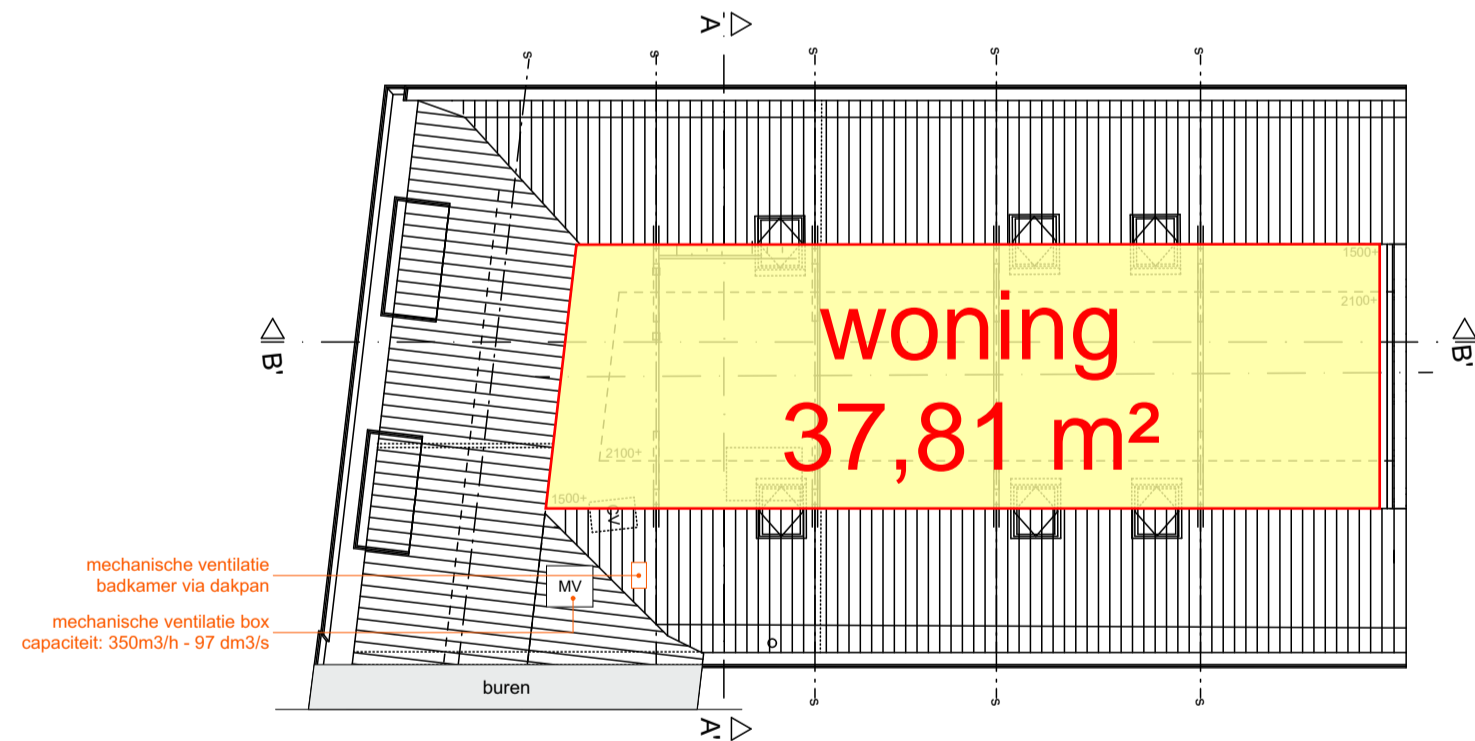 A'
s
s
s
s
s
1500+
2100+
woning
37,81 m²
B'
B'
2100+
1500+
CV
mechanische ventilatie
badkamer via dakpan
MV
mechanische ventilatie box
capaciteit: 350m3/h - 97 dm3/s
buren
s
s
s
A'